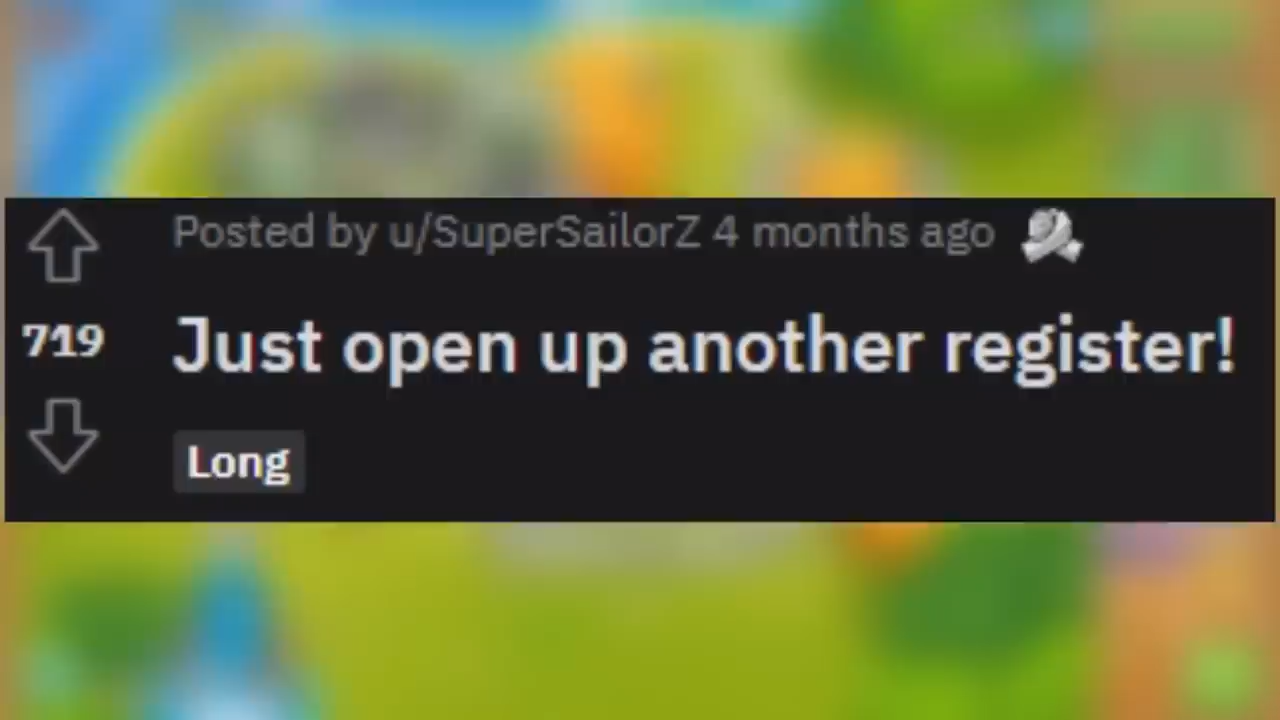 Posted by u/SuperSailorZ 4 months ago
719
Just open up another register!
Long